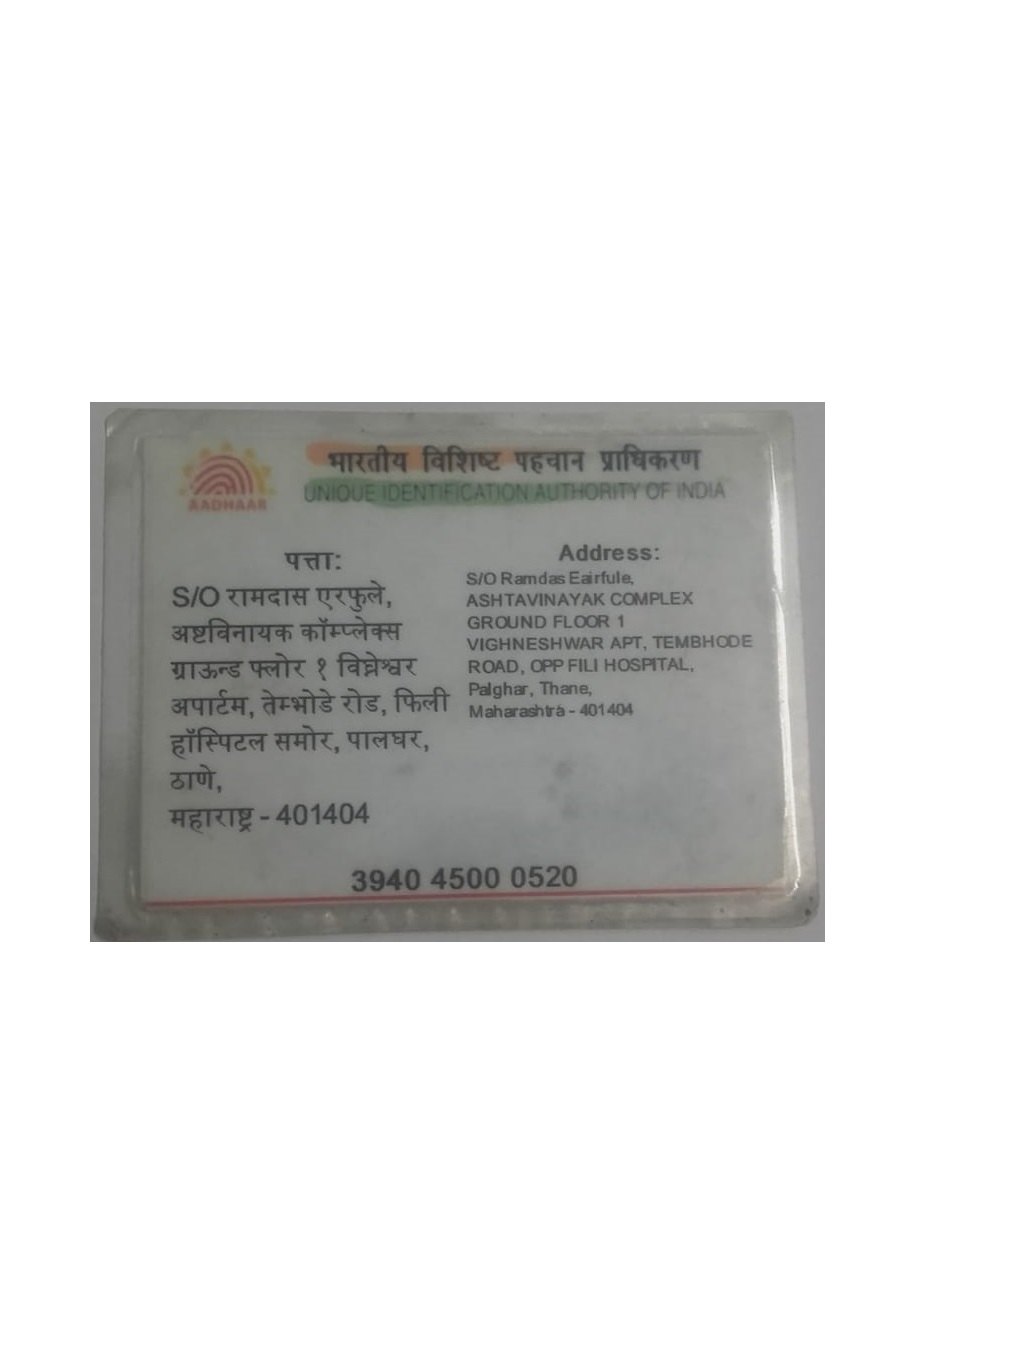 भारतीय विशिष्ट पहचान प्राधिकरण
UNIQUE IDENTIFICATION AUTHORITY OF INDIA
AADHAAR
पत्ता:
S/O रामदास एरफुले,
अष्टविनायक कॉम्प्लेक्स
ग्राऊन्ड फ्लोर १ विघ्नेश्वर
अपार्टम, तेम्भोडे रोड, फिली
हॉस्पिटल समोर, पालघर,
ठाणे,
महाराष्ट्र - 401404
Address:
S/O Ramdas Eairfule,
ASHTAVINAYAK COMPLEX
GROUND FLOOR 1
VIGHNESHWAR APT, TEMBHODE
ROAD, OPP FILI HOSPITAL,
Palghar, Thane,
Maharashtra - 401404
3940 4500 0520